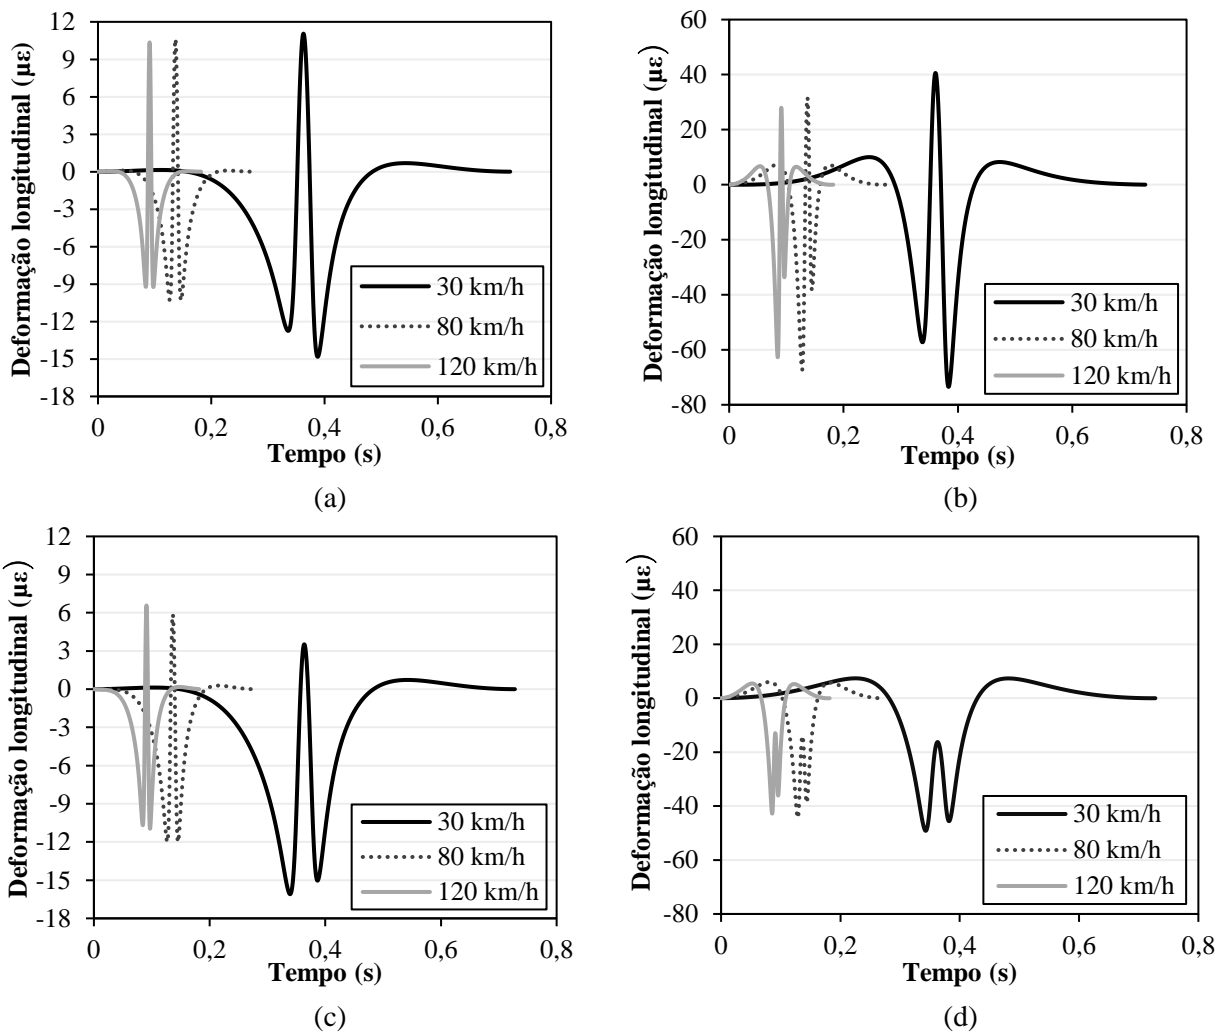 Deformação longitudinal (με)
12
9
6
3
0
-3
-6
-9
-12
-15
-18
0 0,2 0,4 0,6 0,8
Tempo (s)
30 km/h
80 km/h
120 km/h
(a)
Deformação longitudinal (με)
60
40
20
0
-20
-40
-60
-80
0 0,2 0,4 0,6 0,8
Tempo (s)
30 km/h
80 km/h
120 km/h
(b)
Deformação longitudinal (με)
12
9
6
3
0
-3
-6
-9
-12
-15
-18
0 0,2 0,4 0,6 0,8
Tempo (s)
30 km/h
80 km/h
120 km/h
(c)
Deformação longitudinal (με)
60
40
20
0
-20
-40
-60
-80
0 0,2 0,4 0,6 0,8
Tempo (s)
30 km/h
80 km/h
120 km/h
(d)